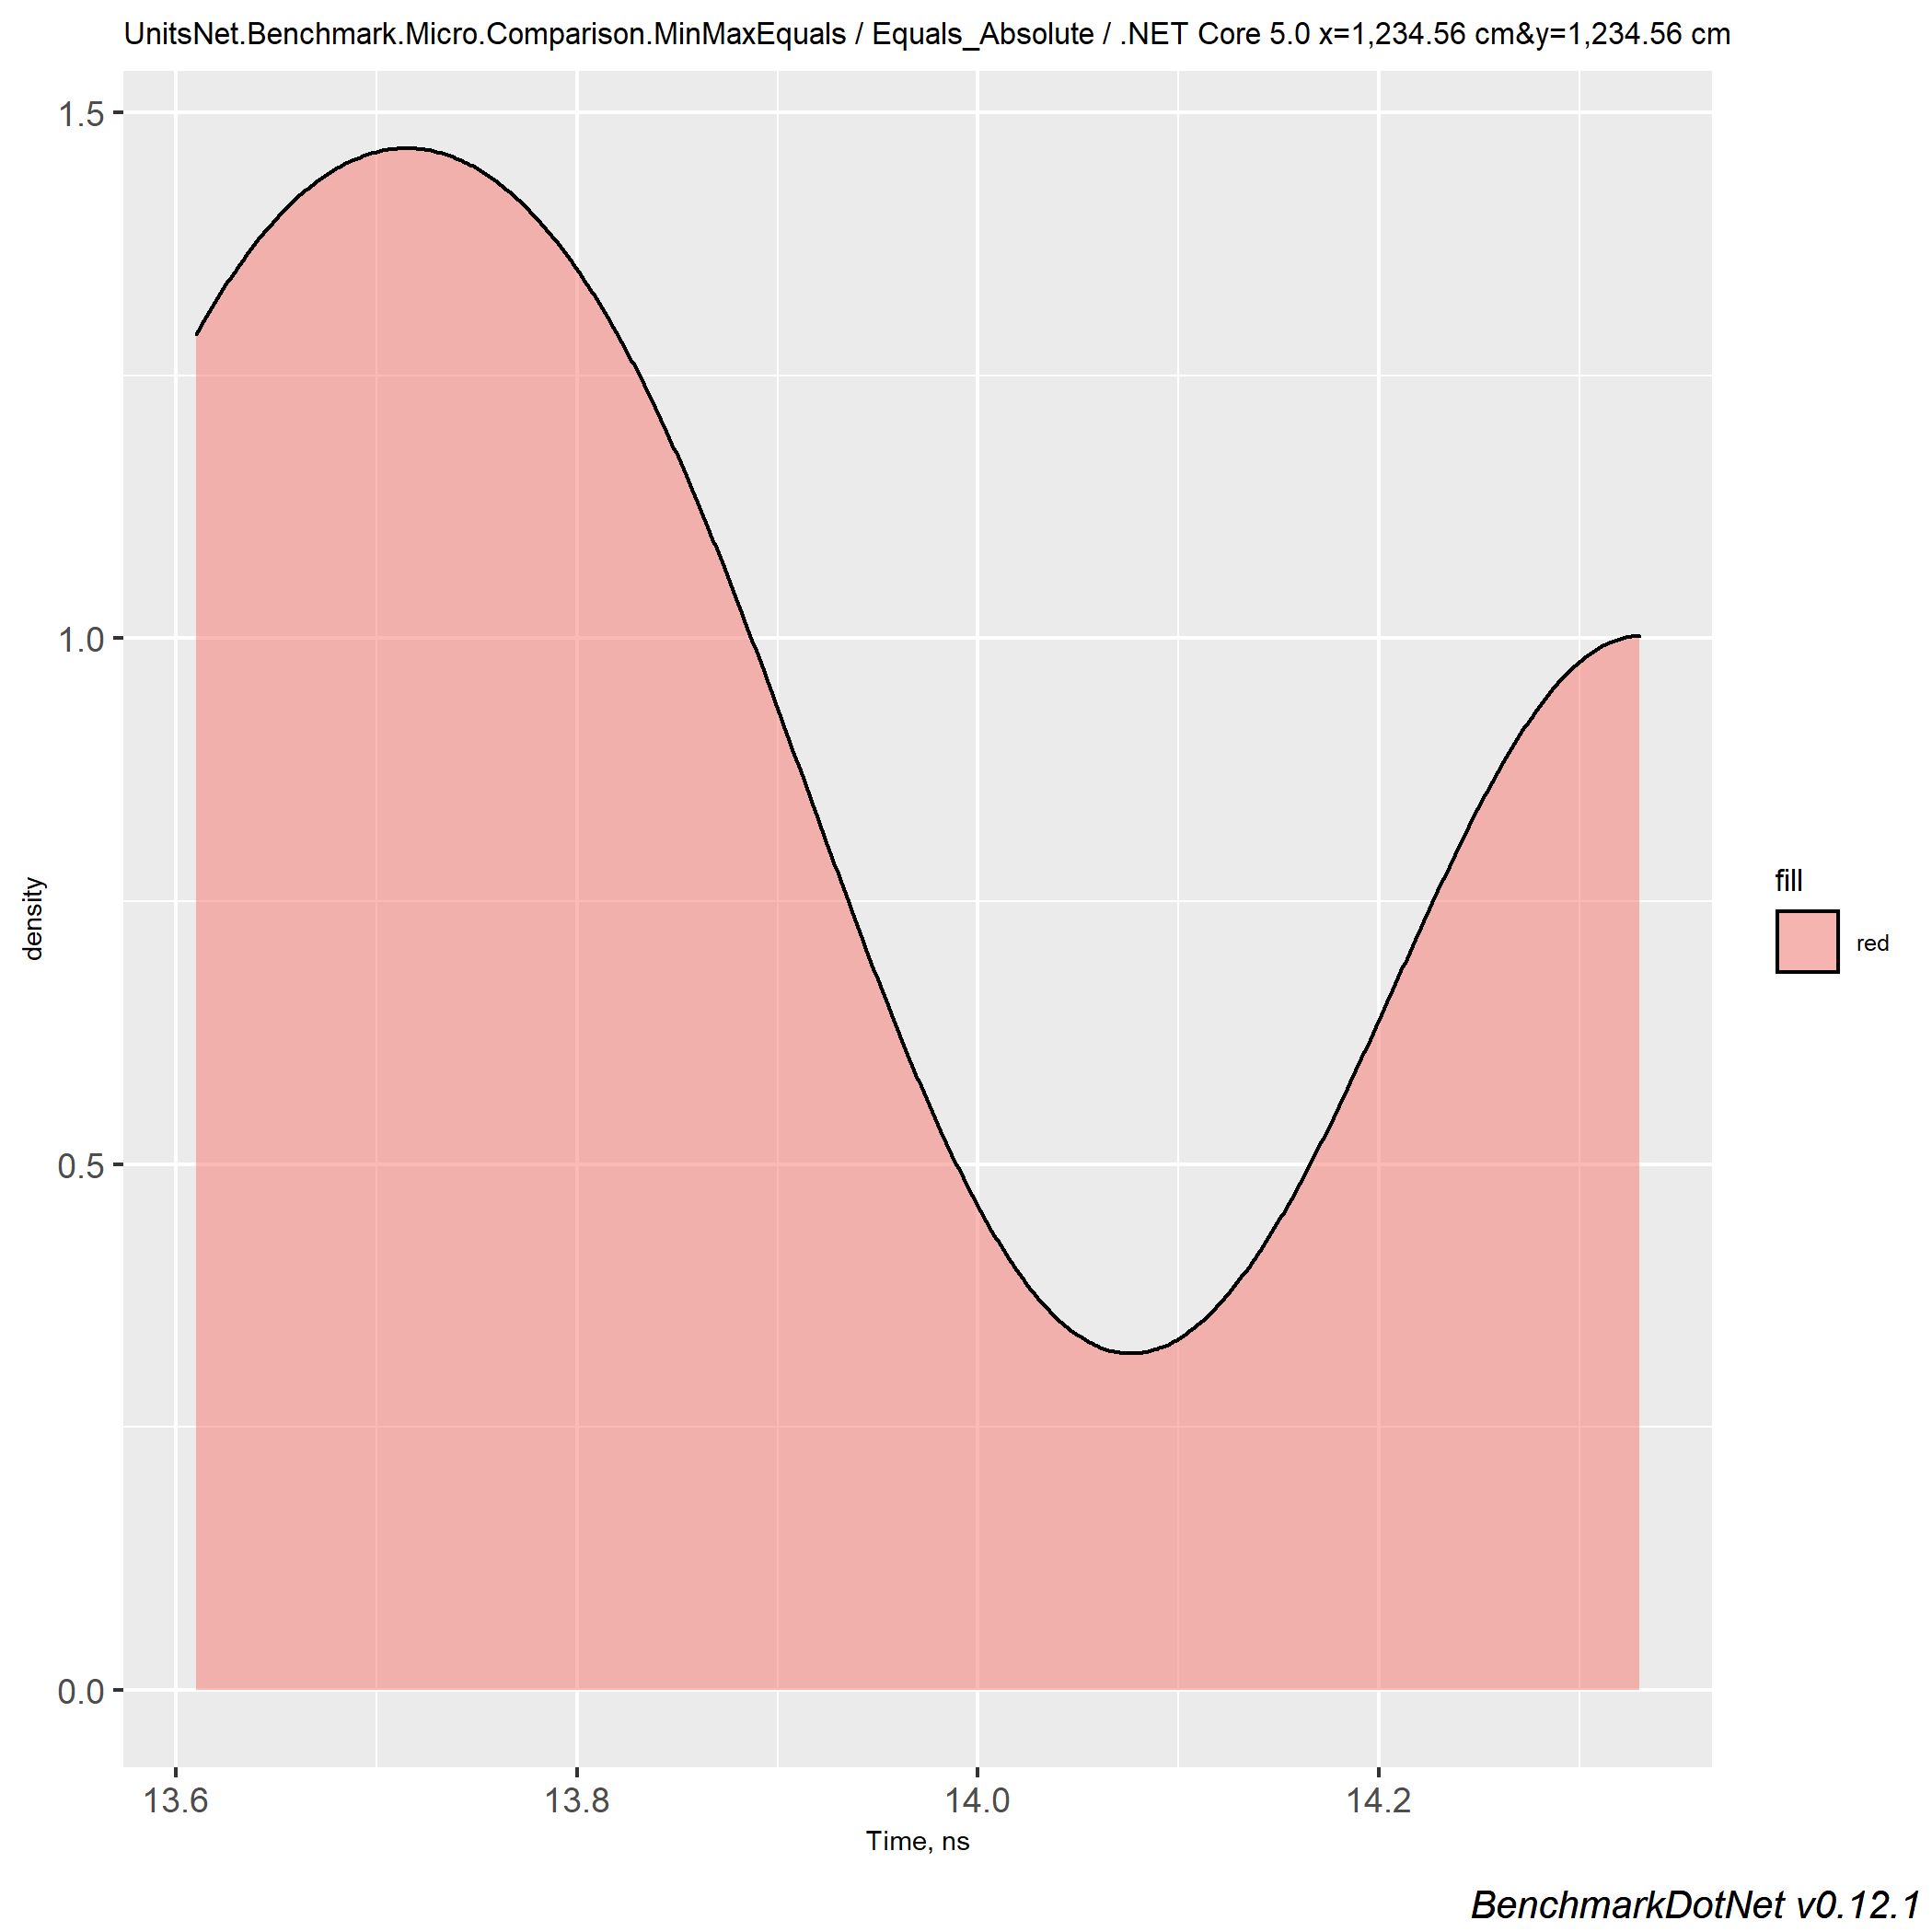 UnitsNet.Benchmark.Micro.Comparison.MinMaxEquals / Equals_Absolute / .NET Core 5.0 x=1,234.56 cm&y=1,234.56 cm
1.5
1.0
0.5
0.0
density
13.6 13.8 14.0 14.2
Time, ns
fill
red
BenchmarkDotNet v0.12.1